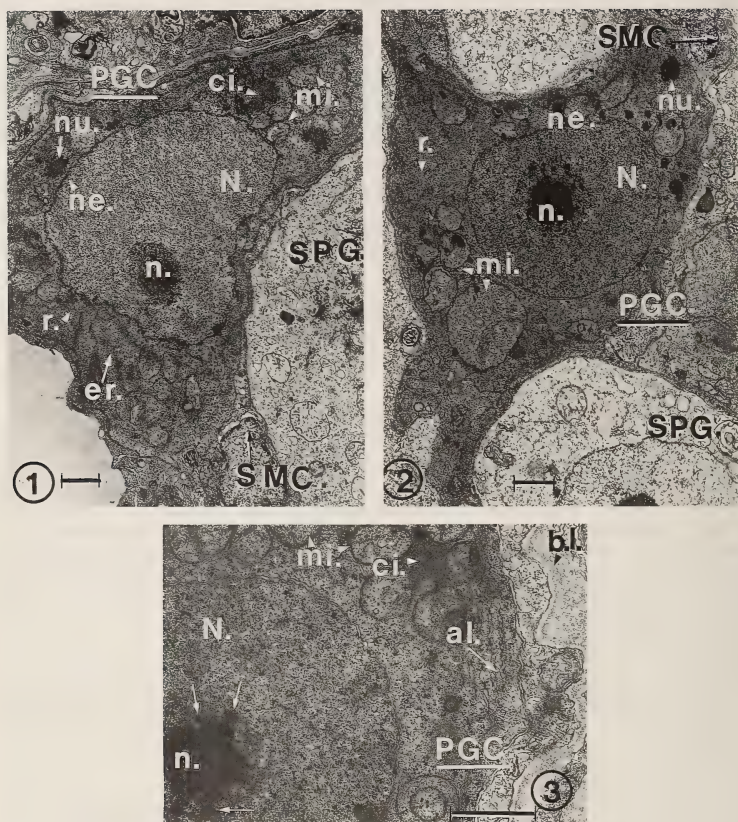 PGC.
ci.
mi.
nu.
N.
ne.
n.
SPG.
r.
er.
SMC.
1
SMC.
nu.
ne.
r.
N.
n.
mi.
PGC.
SPG.
2
b.l.
mi.
ci.
N.
al.
n.
PGC.
3